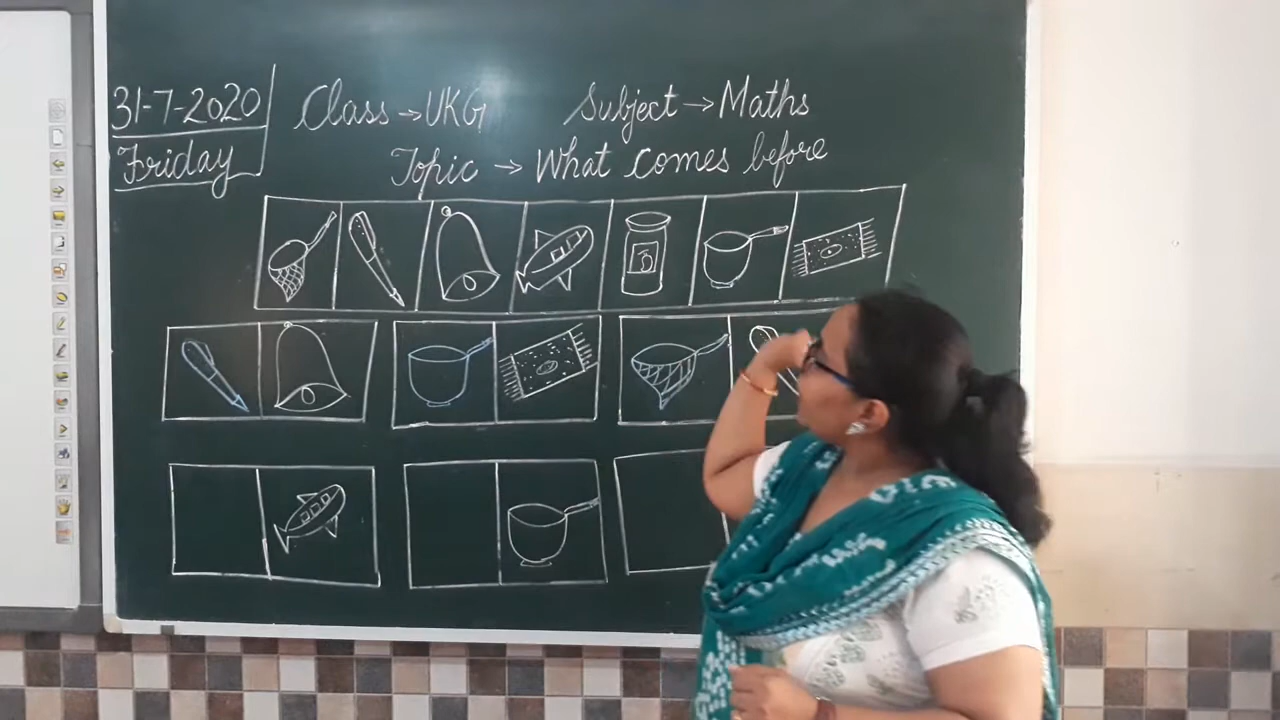 31-7-2020 Class → UKG Subject → Maths
Friday Topic → What comes before